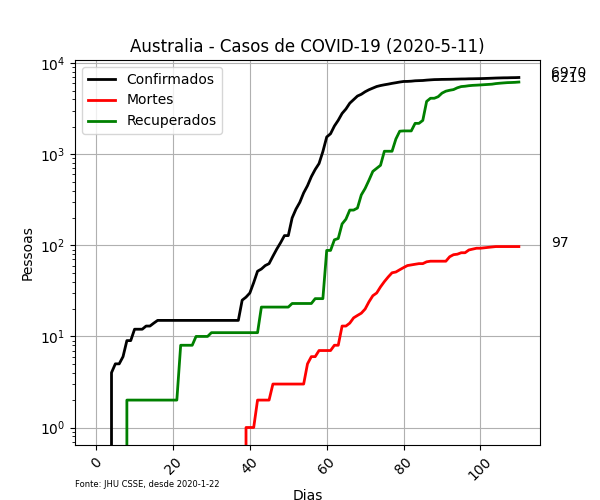 Australia - Casos de COVID-19 (2020-5-11)
Confirmados
Mortes
Recuperados
Pessoas
10⁴
10³
10²
10¹
10⁰
6970
6213
97
0
20
40
60
80
100
Dias
Fonte: JHU CSSE, desde 2020-1-22